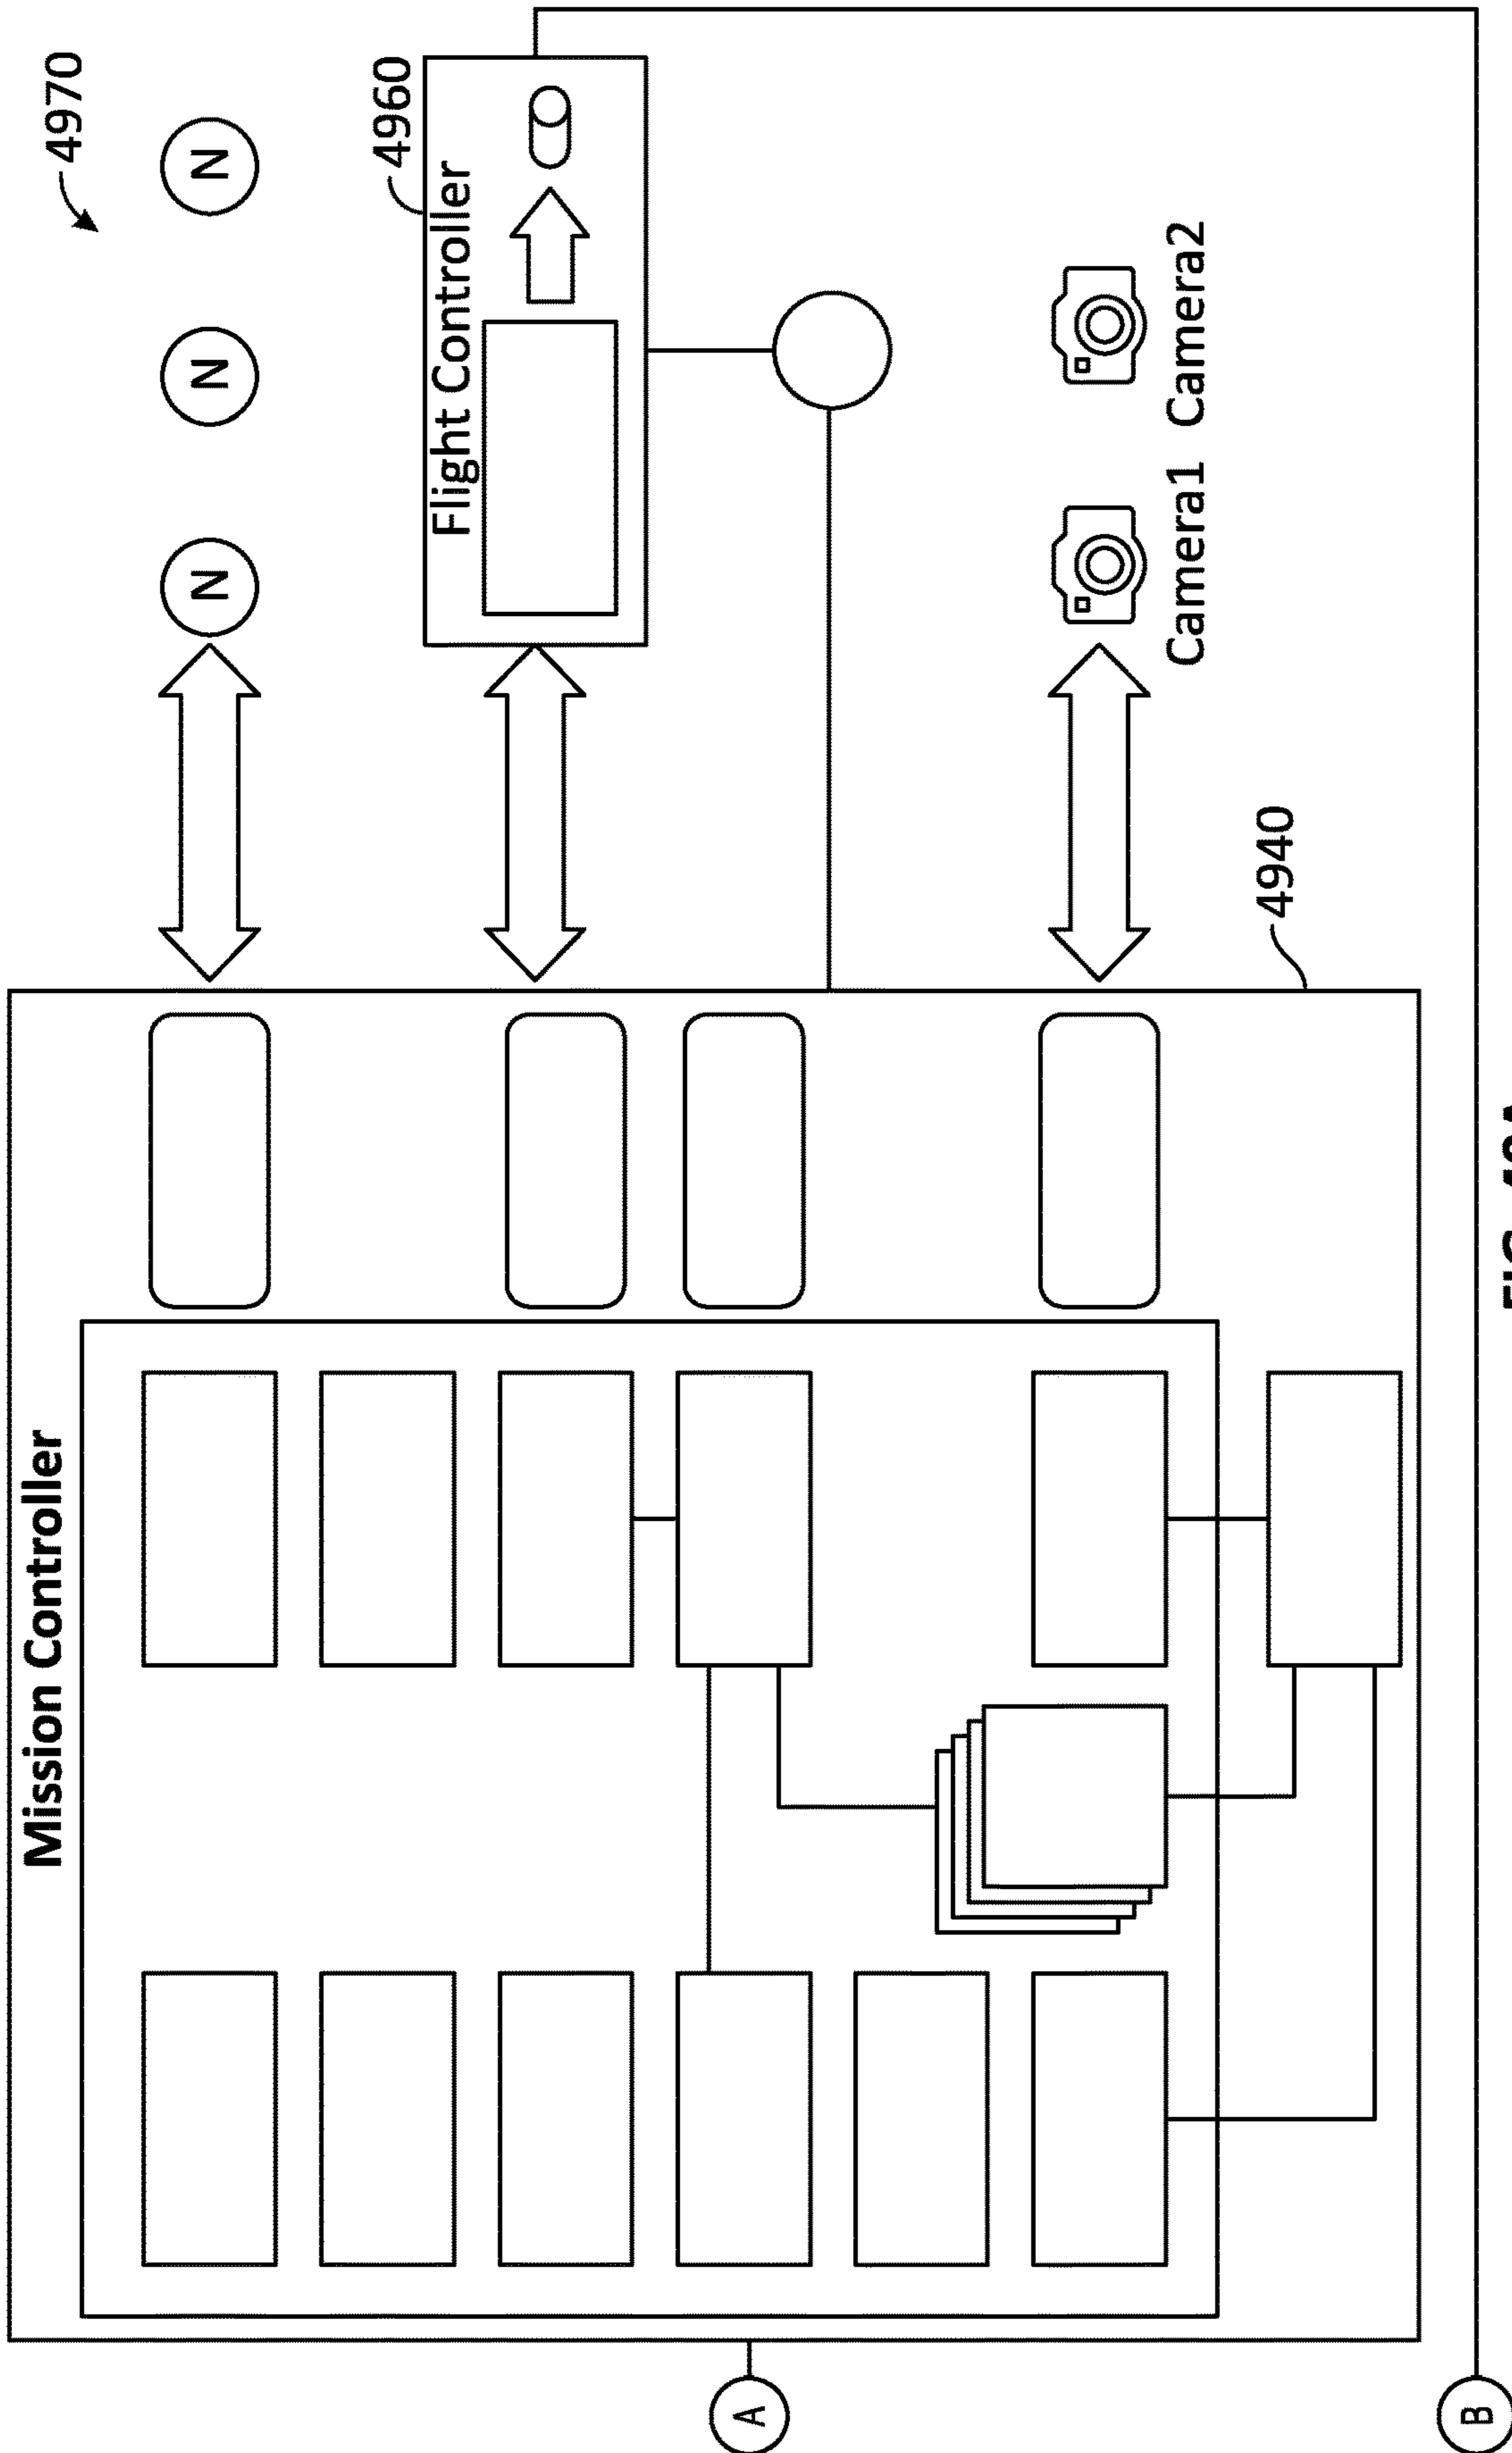 Mission Controller
4970
N N N
4960
Flight Controller
Camera1 Camera2
4940
A
B